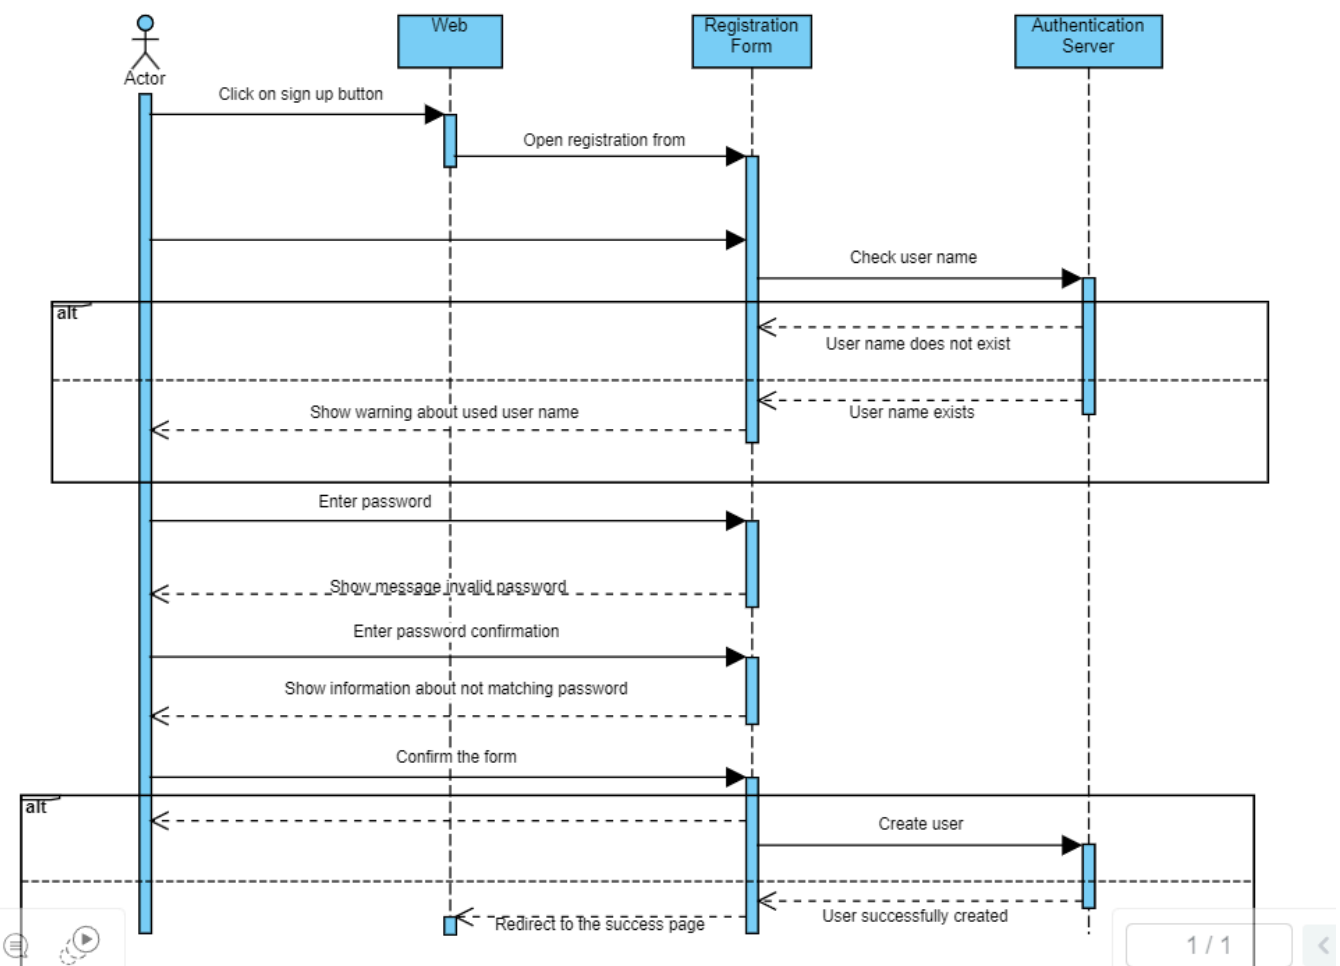 Actor
Web
Registration
Form
Authentication
Server
Click on sign up button
Open registration from
Check user name
alt
User name does not exist
User name exists
Show warning about used user name
Enter password
Show message invalid password
Enter password confirmation
Show information about not matching password
Confirm the form
alt
Create user
User successfully created
Redirect to the success page
1 / 1